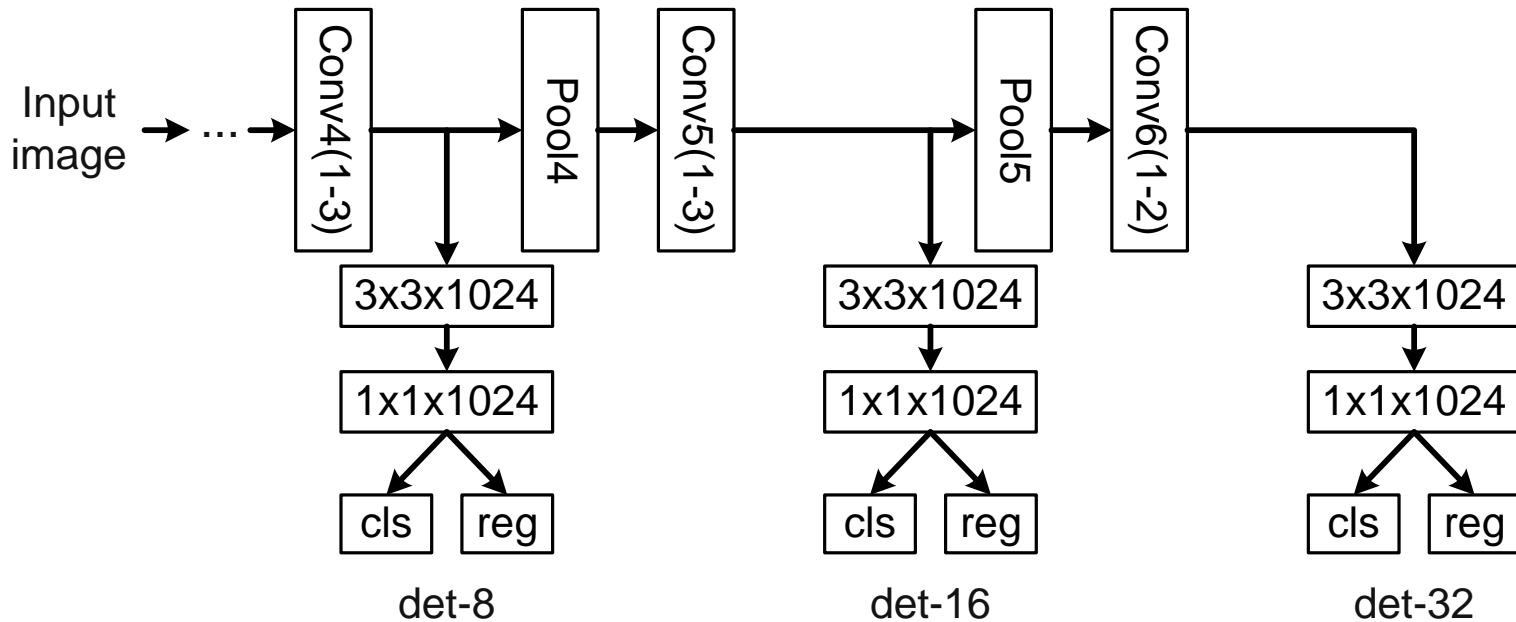 Input
image
...
Conv4(1-3)
Pool4
Conv5(1-3)
Pool5
Conv6(1-2)
3x3x1024
3x3x1024
3x3x1024
1x1x1024
1x1x1024
1x1x1024
cls
reg
cls
reg
cls
reg
det-8
det-16
det-32